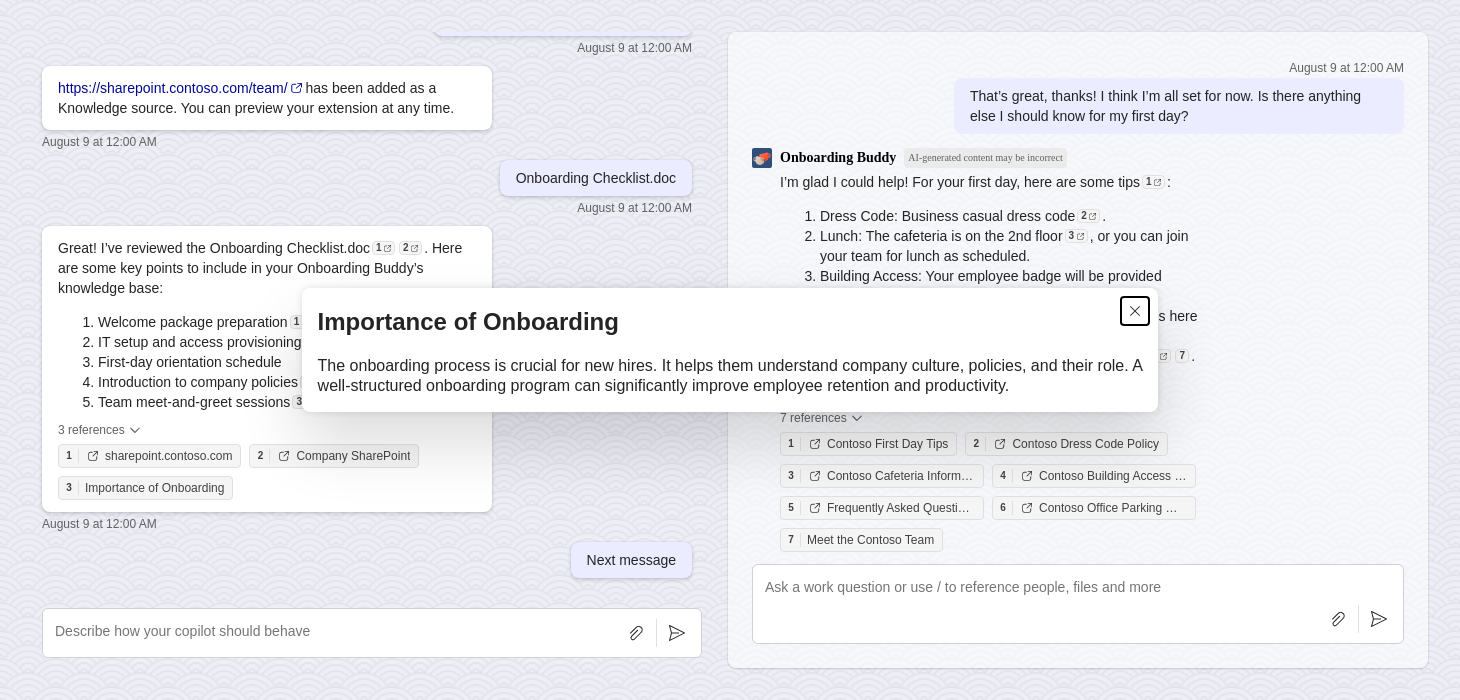 August 9 at 12:00 AM
https://sharepoint.contoso.com/team/ has been added as a
Knowledge source. You can preview your extension at any time.
August 9 at 12:00 AM
Onboarding Checklist.doc
August 9 at 12:00 AM
Great! I’ve reviewed the Onboarding Checklist.doc 1 2 . Here
are some key points to include in your Onboarding Buddy’s
knowledge base:
1. Welcome package preparation 1
2. IT setup and access provisioning
3. First-day orientation schedule
4. Introduction to company policies
5. Team meet-and-greet sessions 3
3 references
1 sharepoint.contoso.com 2 Company SharePoint
3 Importance of Onboarding
August 9 at 12:00 AM
Next message
Describe how your copilot should behave
August 9 at 12:00 AM
That’s great, thanks! I think I’m all set for now. Is there anything
else I should know for my first day?
Onboarding Buddy AI-generated content may be incorrect
I’m glad I could help! For your first day, here are some tips 1 :
1. Dress Code: Business casual dress code 2 .
2. Lunch: The cafeteria is on the 2nd floor 3 , or you can join
your team for lunch as scheduled.
3. Building Access: Your employee badge will be provided
s here
7 .
7 references
1 Contoso First Day Tips 2 Contoso Dress Code Policy
3 Contoso Cafeteria Inform… 4 Contoso Building Access …
5 Frequently Asked Questi… 6 Contoso Office Parking …
7 Meet the Contoso Team
Ask a work question or use / to reference people, files and more
Importance of Onboarding
The onboarding process is crucial for new hires. It helps them understand company culture, policies, and their role. A
well-structured onboarding program can significantly improve employee retention and productivity.